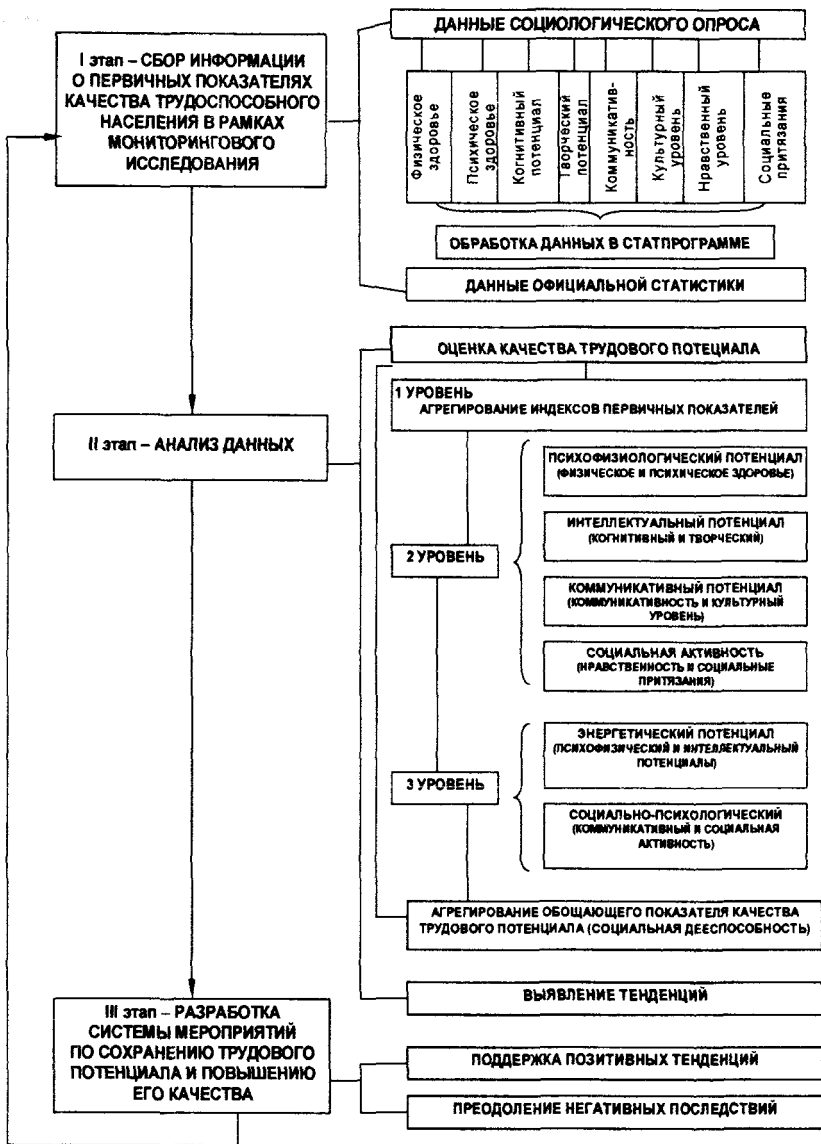 I этап – СБОР ИНФОРМАЦИИ
О ПЕРВИЧНЫХ ПОКАЗАТЕЛЯХ
КАЧЕСТВА ТРУДОСПОСОБНОГО
НАСЕЛЕНИЯ В РАМКАХ
МОНИТОРИНГОВОГО
ИССЛЕДОВАНИЯ
ДАННЫЕ СОЦИОЛОГИЧЕСКОГО ОПРОСА
Физическое
здоровье
Психическое
здоровье
Когнитивный
потенциал
Творческий
потенциал
Коммуникатив-
ность
Культурный
уровень
Нравственный
уровень
Социальные
притязания
ОБРАБОТКА ДАННЫХ В СТАТПРОГРАММЕ
ДАННЫЕ ОФИЦИАЛЬНОЙ СТАТИСТИКИ
II этап – АНАЛИЗ ДАННЫХ
ОЦЕНКА КАЧЕСТВА ТРУДОВОГО ПОТЕЦИАЛА
1 УРОВЕНЬ
АГРЕГИРОВАНИЕ ИНДЕКСОВ ПЕРВИЧНЫХ ПОКАЗАТЕЛЕЙ
2 УРОВЕНЬ
ПСИХОФИЗИОЛОГИЧЕСКИЙ ПОТЕНЦИАЛ
(ФИЗИЧЕСКОЕ И ПСИХИЧЕСКОЕ ЗДОРОВЬЕ)
ИНТЕЛЛЕКТУАЛЬНЫЙ ПОТЕНЦИАЛ
(КОГНИТИВНЫЙ И ТВОРЧЕСКИЙ)
КОММУНИКАТИВНЫЙ ПОТЕНЦИАЛ
(КОММУНИКАТИВНОСТЬ И КУЛЬТУРНЫЙ
УРОВЕНЬ)
СОЦИАЛЬНАЯ АКТИВНОСТЬ
(НРАВСТВЕННОСТЬ И СОЦИАЛЬНЫЕ
ПРИТЯЗАНИЯ)
3 УРОВЕНЬ
ЭНЕРГЕТИЧЕСКИЙ ПОТЕНЦИАЛ
(ПСИХОФИЗИЧЕСКИЙ И ИНТЕЛЛЕКТУАЛЬНЫЙ
ПОТЕНЦИАЛЫ)
СОЦИАЛЬНО-ПСИХОЛОГИЧЕСКИЙ
(КОММУНИКАТИВНЫЙ И СОЦИАЛЬНАЯ
АКТИВНОСТЬ)
АГРЕГИРОВАНИЕ ОБОЩАЮЩЕГО ПОКАЗАТЕЛЯ КАЧЕСТВА
ТРУДОВОГО ПОТЕНЦИАЛА (СОЦИАЛЬНАЯ ДЕЕСПОСОБНОСТЬ)
ВЫЯВЛЕНИЕ ТЕНДЕНЦИЙ
III этап – РАЗРАБОТКА
СИСТЕМЫ МЕРОПРИЯТИЙ
ПО СОХРАНЕНИЮ ТРУДОВОГО
ПОТЕНЦИАЛА И ПОВЫШЕНИЮ
ЕГО КАЧЕСТВА
ПОДДЕРЖКА ПОЗИТИВНЫХ ТЕНДЕНЦИЙ
ПРЕОДОЛЕНИЕ НЕГАТИВНЫХ ПОСЛЕДСТВИЙ